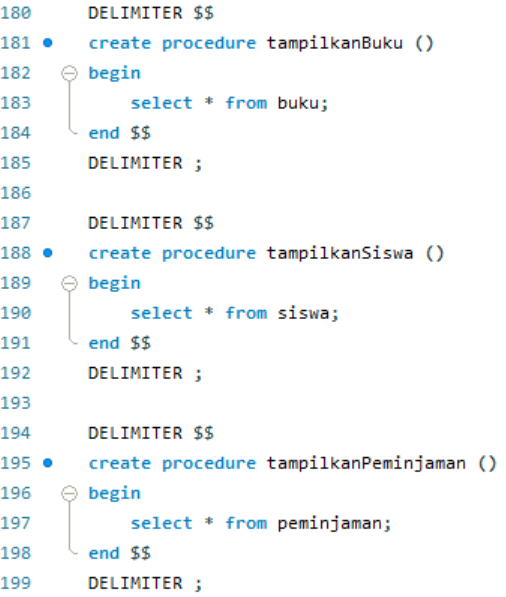 180 DELIMITER $$
181 create procedure tampilkanBuku ()
182 begin
183 select * from buku;
184 end $$
185 DELIMITER ;
186
187 DELIMITER $$
188 create procedure tampilkanSiswa ()
189 begin
190 select * from siswa;
191 end $$
192 DELIMITER ;
193
194 DELIMITER $$
195 create procedure tampilkanPeminjaman ()
196 begin
197 select * from peminjaman;
198 end $$
199 DELIMITER ;